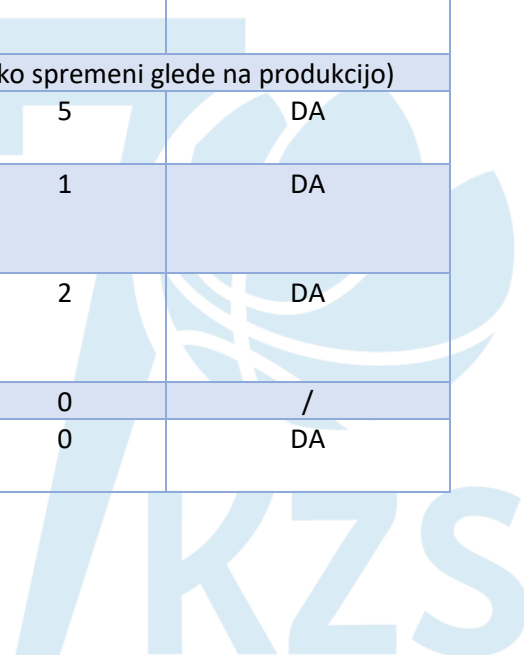 ko spremeni glede na produkcijo)
5 DA
1 DA
2 DA
0 /
0 DA
KZS